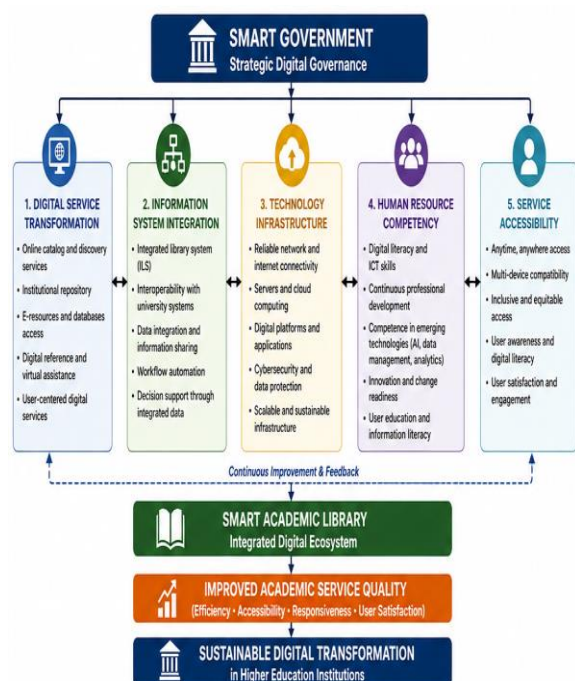 SMART GOVERNMENT
Strategic Digital Governance
1. DIGITAL SERVICE
TRANSFORMATION
• Online catalog and discovery
services
• Institutional repository
• E-resources and databases
access
• Digital reference and
virtual assistance
• User-centered digital
services
2. INFORMATION
SYSTEM INTEGRATION
• Integrated library system
(ILS)
• Interoperability with
university systems
• Data integration and
information sharing
• Workflow automation
• Decision support through
integrated data
3. TECHNOLOGY
INFRASTRUCTURE
• Reliable network and
internet connectivity
• Servers and cloud
computing
• Digital platforms and
applications
• Cybersecurity and
data protection
• Scalable and sustainable
infrastructure
4. HUMAN RESOURCE
COMPETENCY
• Digital literacy and
ICT skills
• Continuous professional
development
• Competence in emerging
technologies (AI, data
management, analytics)
• Innovation and change
readiness
• User education and
information literacy
5. SERVICE
ACCESSIBILITY
• Anytime, anywhere access
• Multi-device compatibility
• Inclusive and equitable
access
• User awareness and
digital literacy
• User satisfaction and
engagement
Continuous Improvement & Feedback
SMART ACADEMIC LIBRARY
Integrated Digital Ecosystem
IMPROVED ACADEMIC SERVICE QUALITY
(Efficiency • Accessibility • Responsiveness • User Satisfaction)
SUSTAINABLE DIGITAL TRANSFORMATION
in Higher Education Institutions